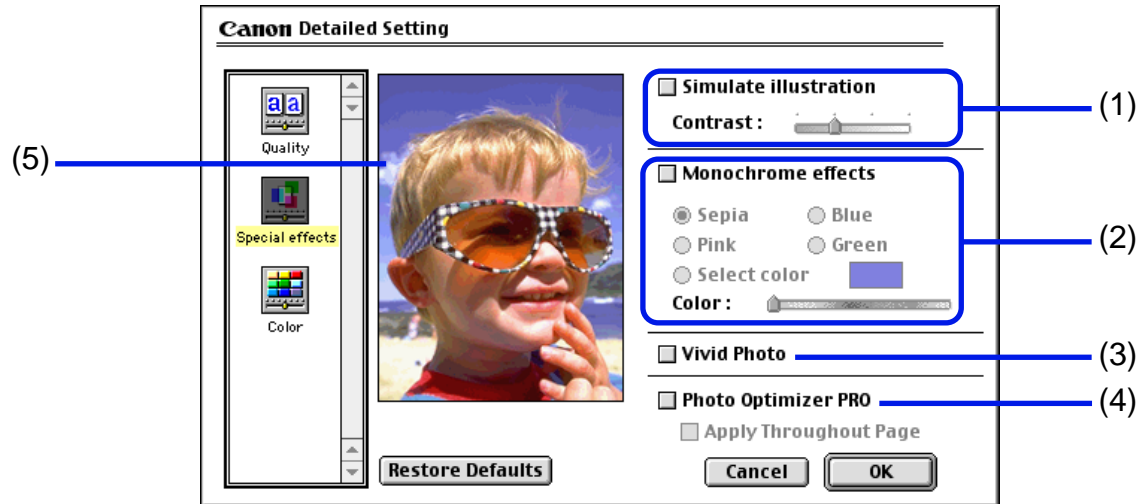 Canon Detailed Setting
aa
Quality
Special effects
Color
(5)
Simulate illustration
Contrast :
(1)
Monochrome effects
Sepia Blue
Pink Green
Select color
Color :
(2)
Vivid Photo
(3)
Photo Optimizer PRO
(4)
Apply Throughout Page
Restore Defaults
Cancel OK